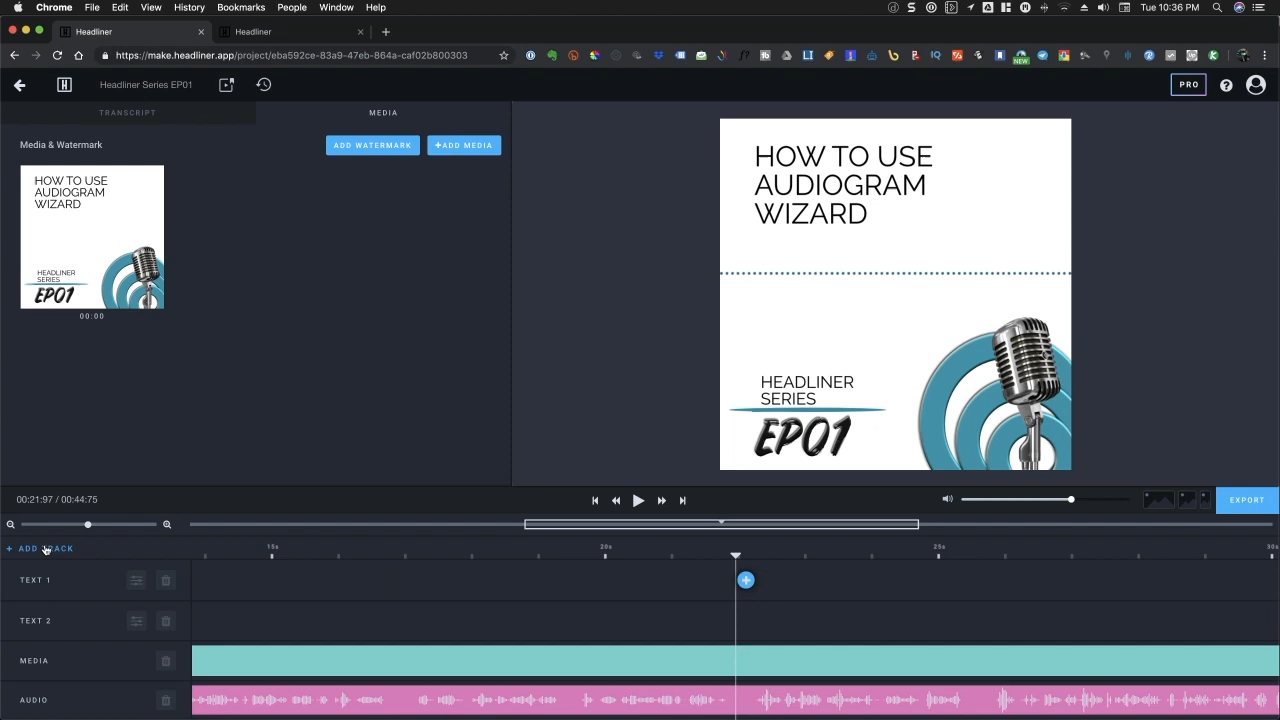 Chrome File Edit View History Bookmarks People Window Help
Tue 10:36 PM
Headliner
Headliner
https://make.headliner.app/project/eba592ce-83a9-47eb-864a-caf02b800303
NEW
Headliner Series EP01
PRO
TRANSCRIPT
MEDIA
Media & Watermark
ADD WATERMARK
+ADD MEDIA
HOW TO USE
AUDIOGRAM
WIZARD
HEADLINER
SERIES
EP01
00:00
HOW TO USE
AUDIOGRAM
WIZARD
HEADLINER
SERIES
EP01
00:21:97 / 00:44:75
EXPORT
+ ADD TRACK
15s
20s
25s
30s
TEXT 1
TEXT 2
MEDIA
AUDIO